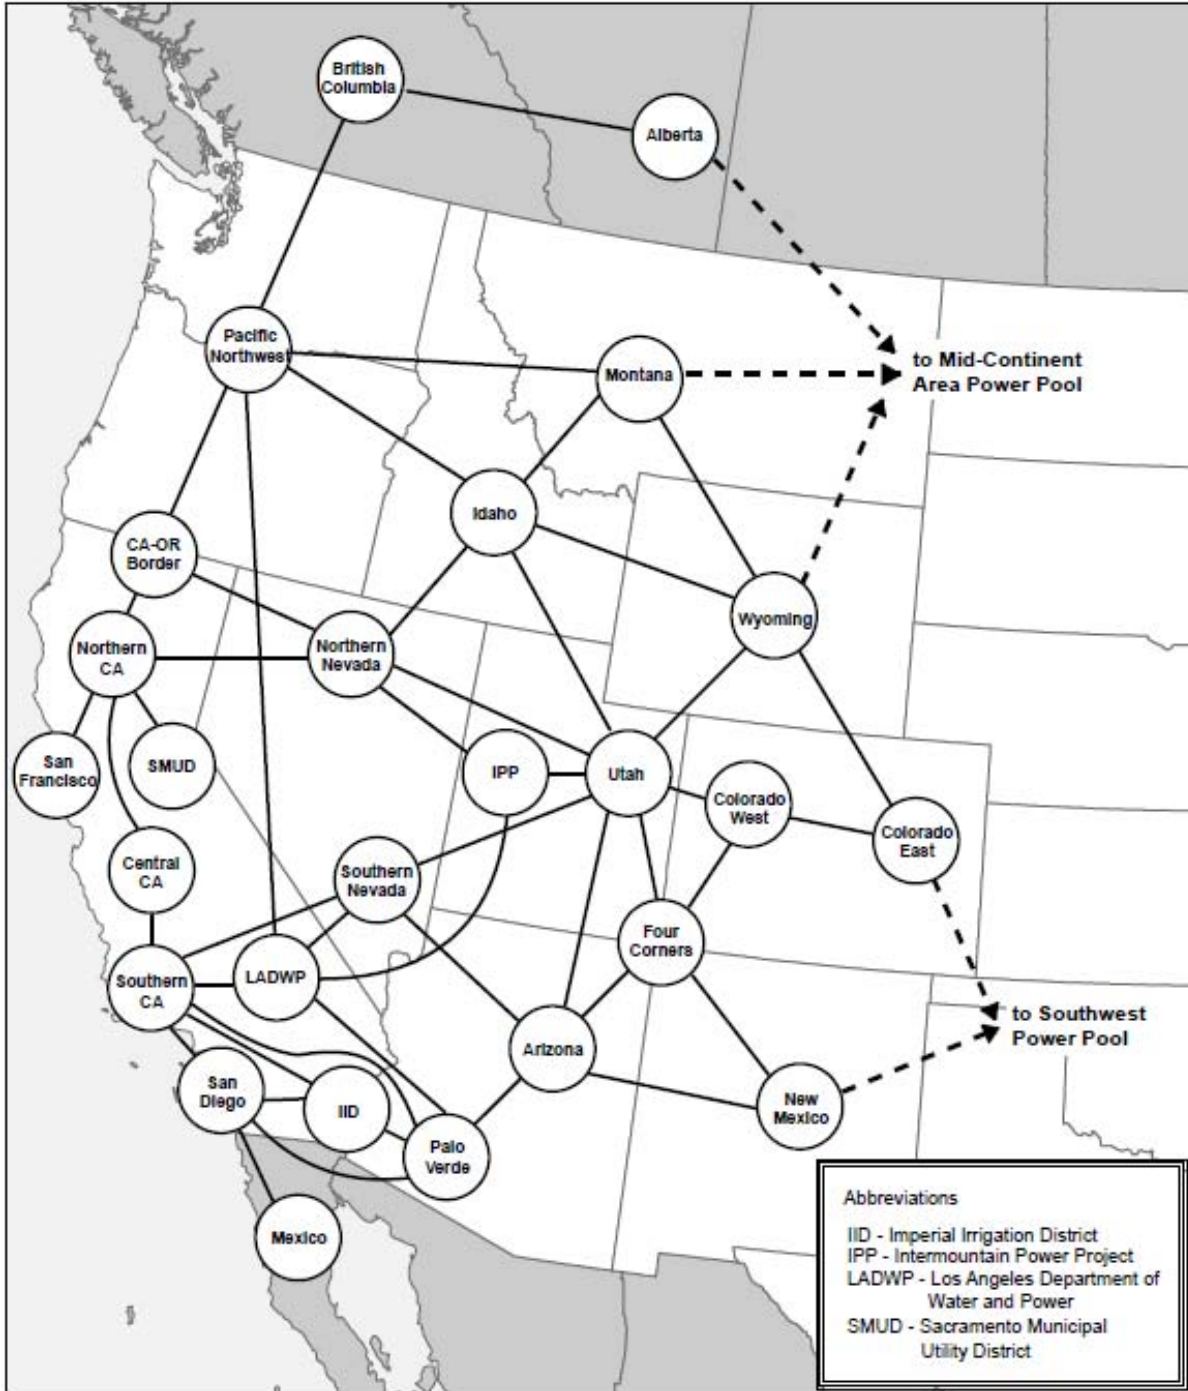 British
Columbia
Alberta
Pacific
Northwest
Montana
to Mid-Continent
Area Power Pool
Idaho
CA-OR
Border
Wyoming
Northern
CA
Northern
Nevada
San
Francisco
SMUD
IPP
Utah
Colorado
West
Colorado
East
Central
CA
Southern
Nevada
Four
Corners
Southern
CA
LADWP
to Southwest
Power Pool
Arizona
San
Diego
IID
New
Mexico
Palo
Verde
Mexico
Abbreviations
IID - Imperial Irrigation District
IPP - Intermountain Power Project
LADWP - Los Angeles Department of
Water and Power
SMUD - Sacramento Municipal
Utility District